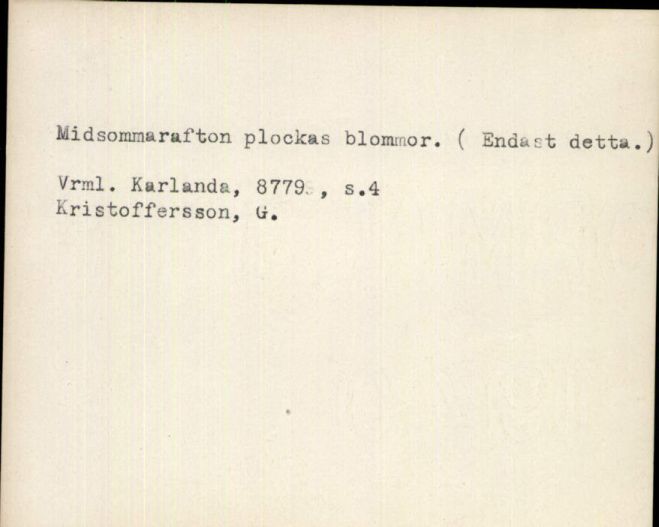 Midsommarafton plockas blommor. ( Endast detta.)
Vrml. Karlanda, 8779 , s.4
Kristoffersson, G.